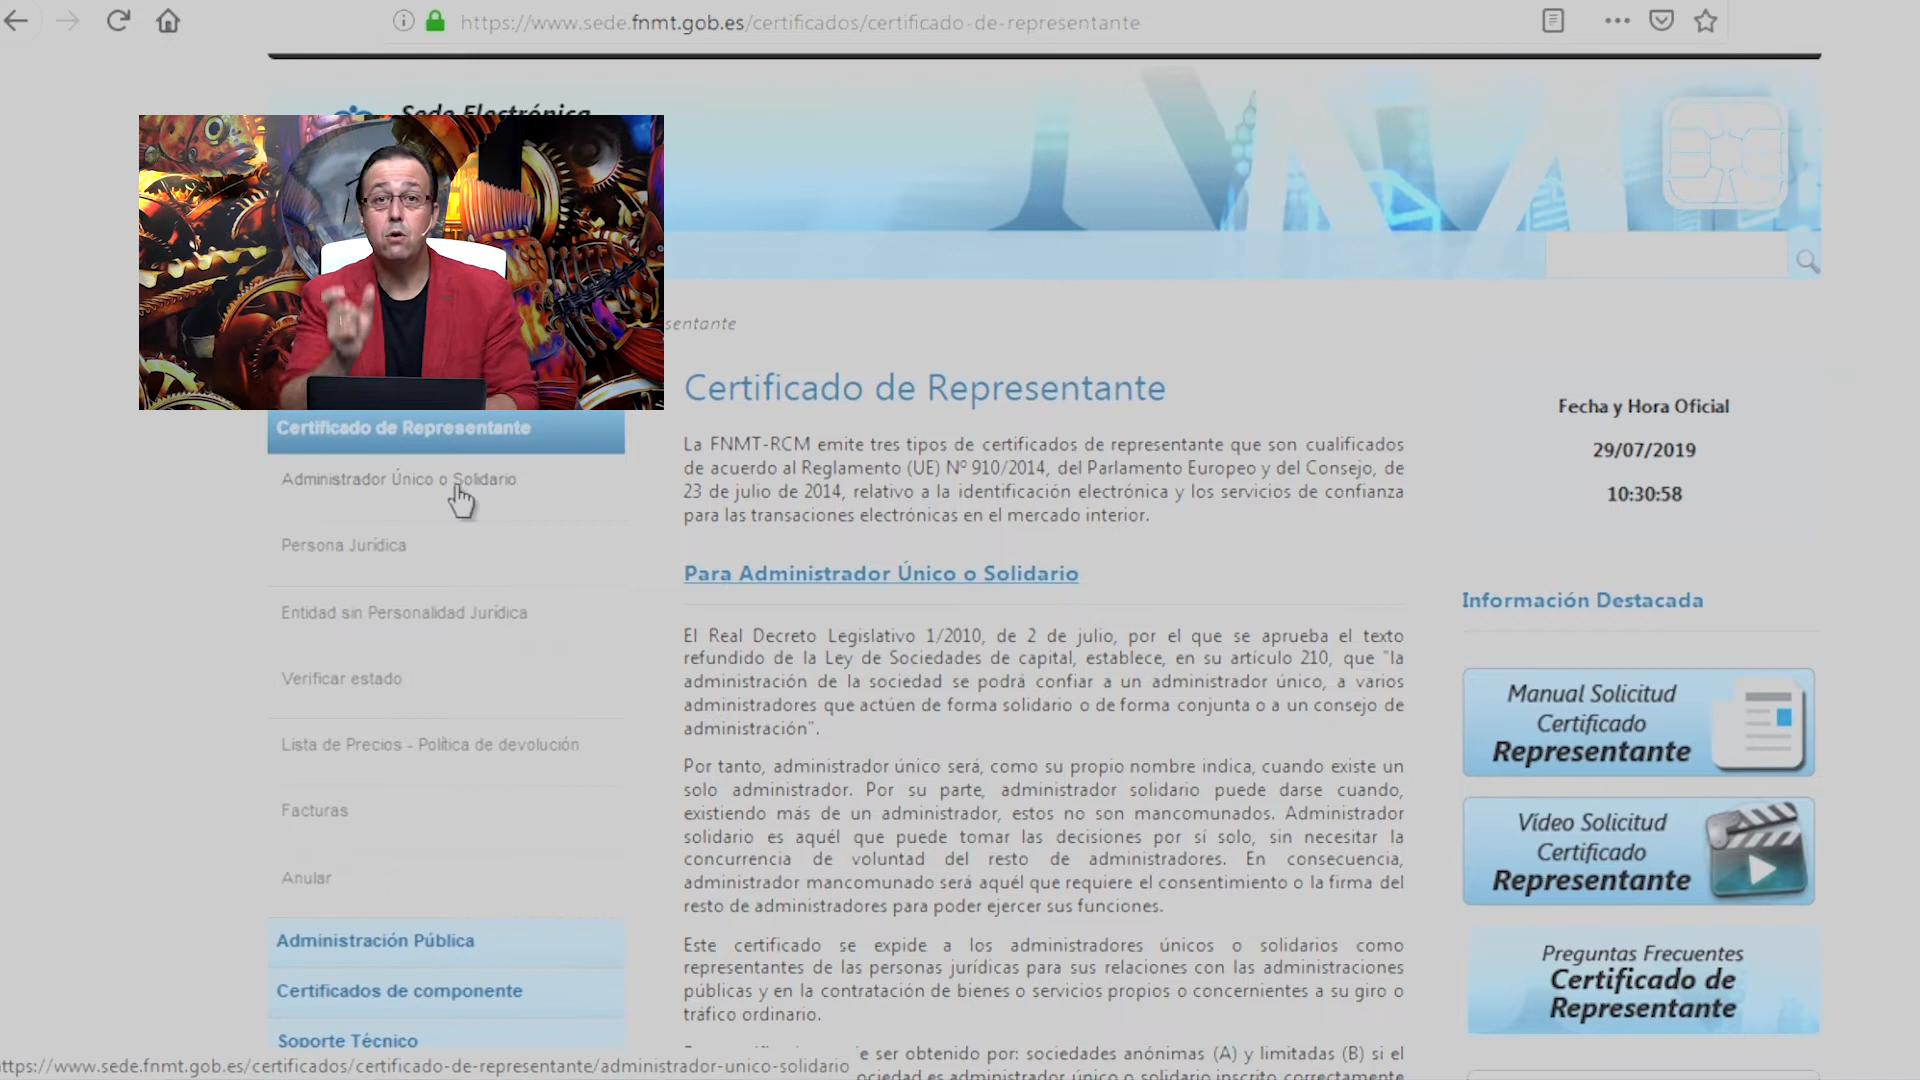 https://www.sede.fnmt.gob.es/certificados/certificado-de-representante
Sede Electrónica
sentante
Certificado de Representante
Administrador Único o Solidario
Persona Jurídica
Entidad sin Personalidad Jurídica
Verificar estado
Lista de Precios - Política de devolución
Facturas
Anular
Administración Pública
Certificados de componente
Soporte Técnico
Certificado de Representante
La FNMT-RCM emite tres tipos de certificados de representante que son cualificados
de acuerdo al Reglamento (UE) Nº 910/2014, del Parlamento Europeo y del Consejo, de
23 de julio de 2014, relativo a la identificación electrónica y los servicios de confianza
para las transaciones electrónicas en el mercado interior.
Para Administrador Único o Solidario
El Real Decreto Legislativo 1/2010, de 2 de julio, por el que se aprueba el texto
refundido de la Ley de Sociedades de capital, establece, en su artículo 210, que "la
administración de la sociedad se podrá confiar a un administrador único, a varios
administradores que actúen de forma solidaria o de forma conjunta o a un consejo de
administración".
Por tanto, administrador único será, como su propio nombre indica, cuando existe un
solo administrador. Por su parte, administrador solidario puede darse cuando,
existiendo más de un administrador, estos no son mancomunados. Administrador
solidario es aquél que puede tomar las decisiones por sí solo, sin necesitar la
concurrencia de voluntad del resto de administradores. En consecuencia,
administrador mancomunado será aquél que requiere el consentimiento o la firma del
resto de administradores para poder ejercer sus funciones.
Este certificado se expide a los administradores únicos o solidarios como
representantes de las personas jurídicas para sus relaciones con las administraciones
públicas y en la contratación de bienes o servicios propios o concernientes a su giro o
tráfico ordinario.
e ser obtenido por: sociedades anónimas (A) y limitadas (B) si el
ociedad es administrador único o solidario inscrito correctamente
Fecha y Hora Oficial
29/07/2019
10:30:58
Información Destacada
Manual Solicitud
Certificado
Representante
Vídeo Solicitud
Certificado
Representante
Preguntas Frecuentes
Certificado de
Representante
ttps://www.sede.fnmt.gob.es/certificados/certificado-de-representante/administrador-unico-solidario